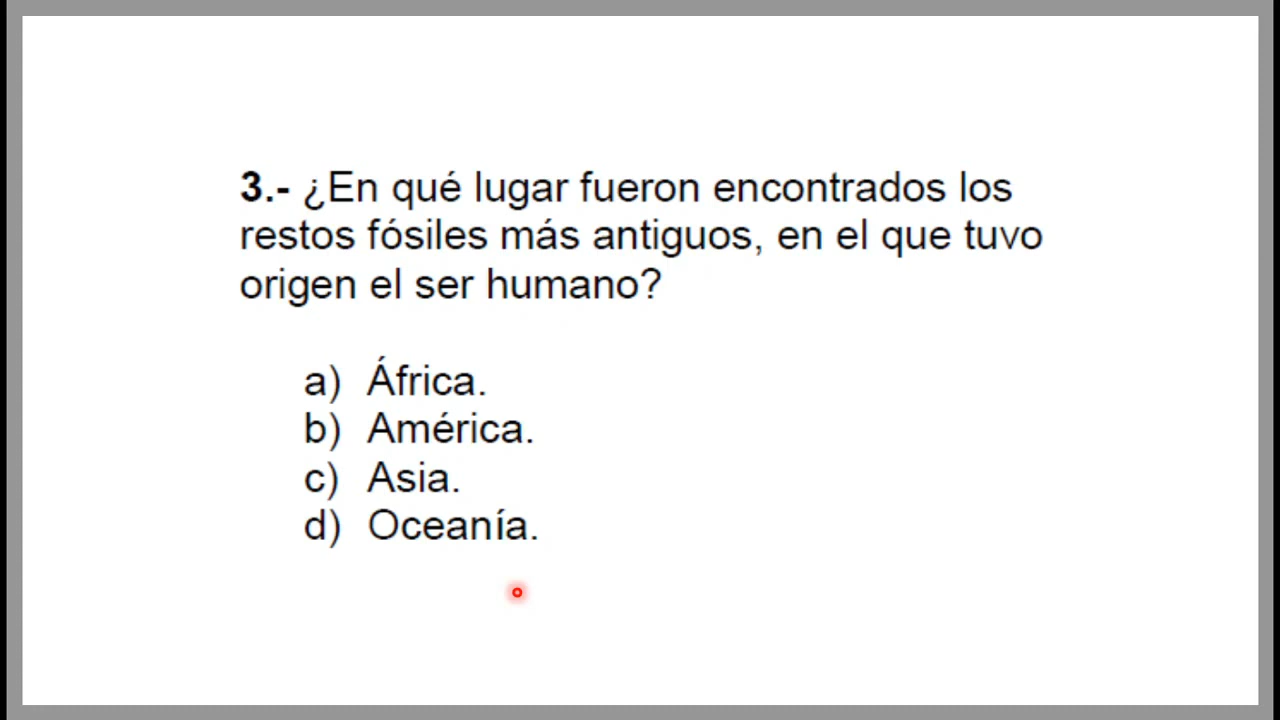 3.- ¿En qué lugar fueron encontrados los
restos fósiles más antiguos, en el que tuvo
origen el ser humano?
a) África.
b) América.
c) Asia.
d) Oceanía.